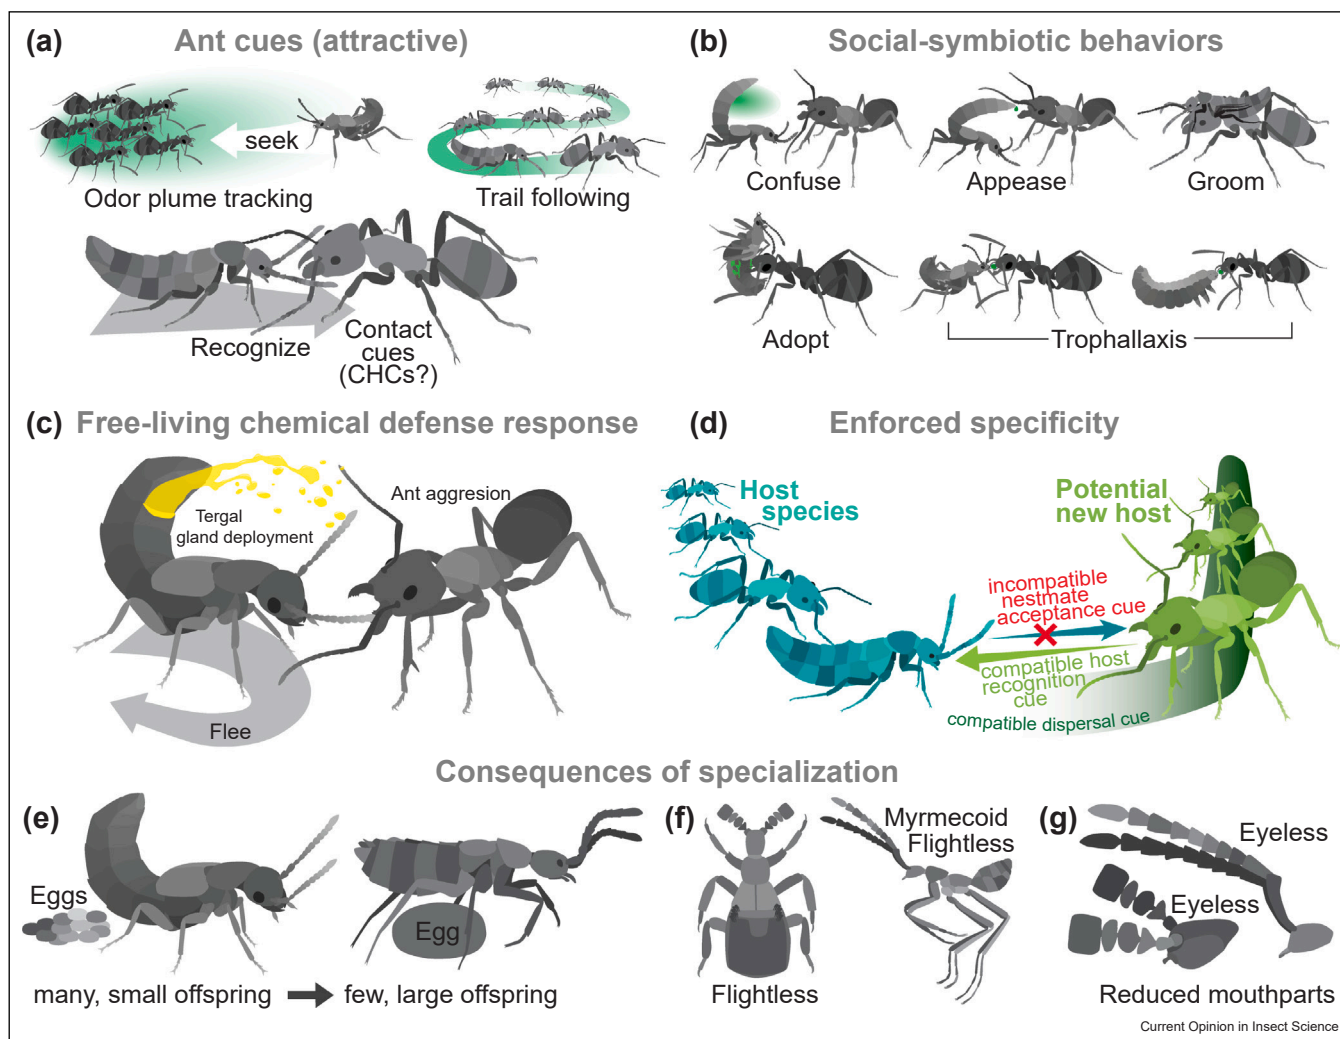 (a) Ant cues (attractive)
seek
Odor plume tracking
Trail following
Recognize
Contact
cues
(CHCs?)
(b) Social-symbiotic behaviors
Confuse
Appease
Groom
Adopt
Trophallaxis
(c) Free-living chemical defense response
Tergal
gland deployment
Ant aggresion
Flee
(d) Enforced specificity
Host
species
Potential
new host
incompatible
nestmate
acceptance cue
compatible host
recognition
cue
compatible dispersal cue
Consequences of specialization
(e)
Eggs
Egg
many, small offspring
few, large offspring
(f)
Myrmecoid
Flightless
Flightless
(g)
Eyeless
Eyeless
Reduced mouthparts
Current Opinion in Insect Science